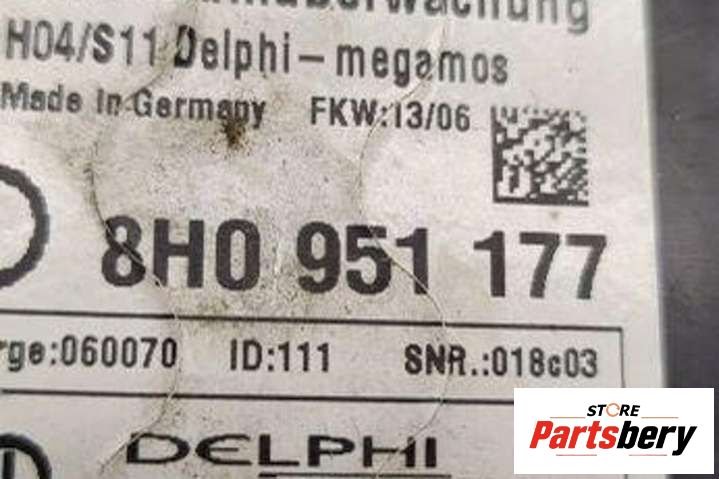 H04/S11 Delphi-megamos
Made In Germany FKW:13/06
8H0 951 177
rge:060070 ID:111 SNR.:018c03
DELPHI
STORE
Partsbery